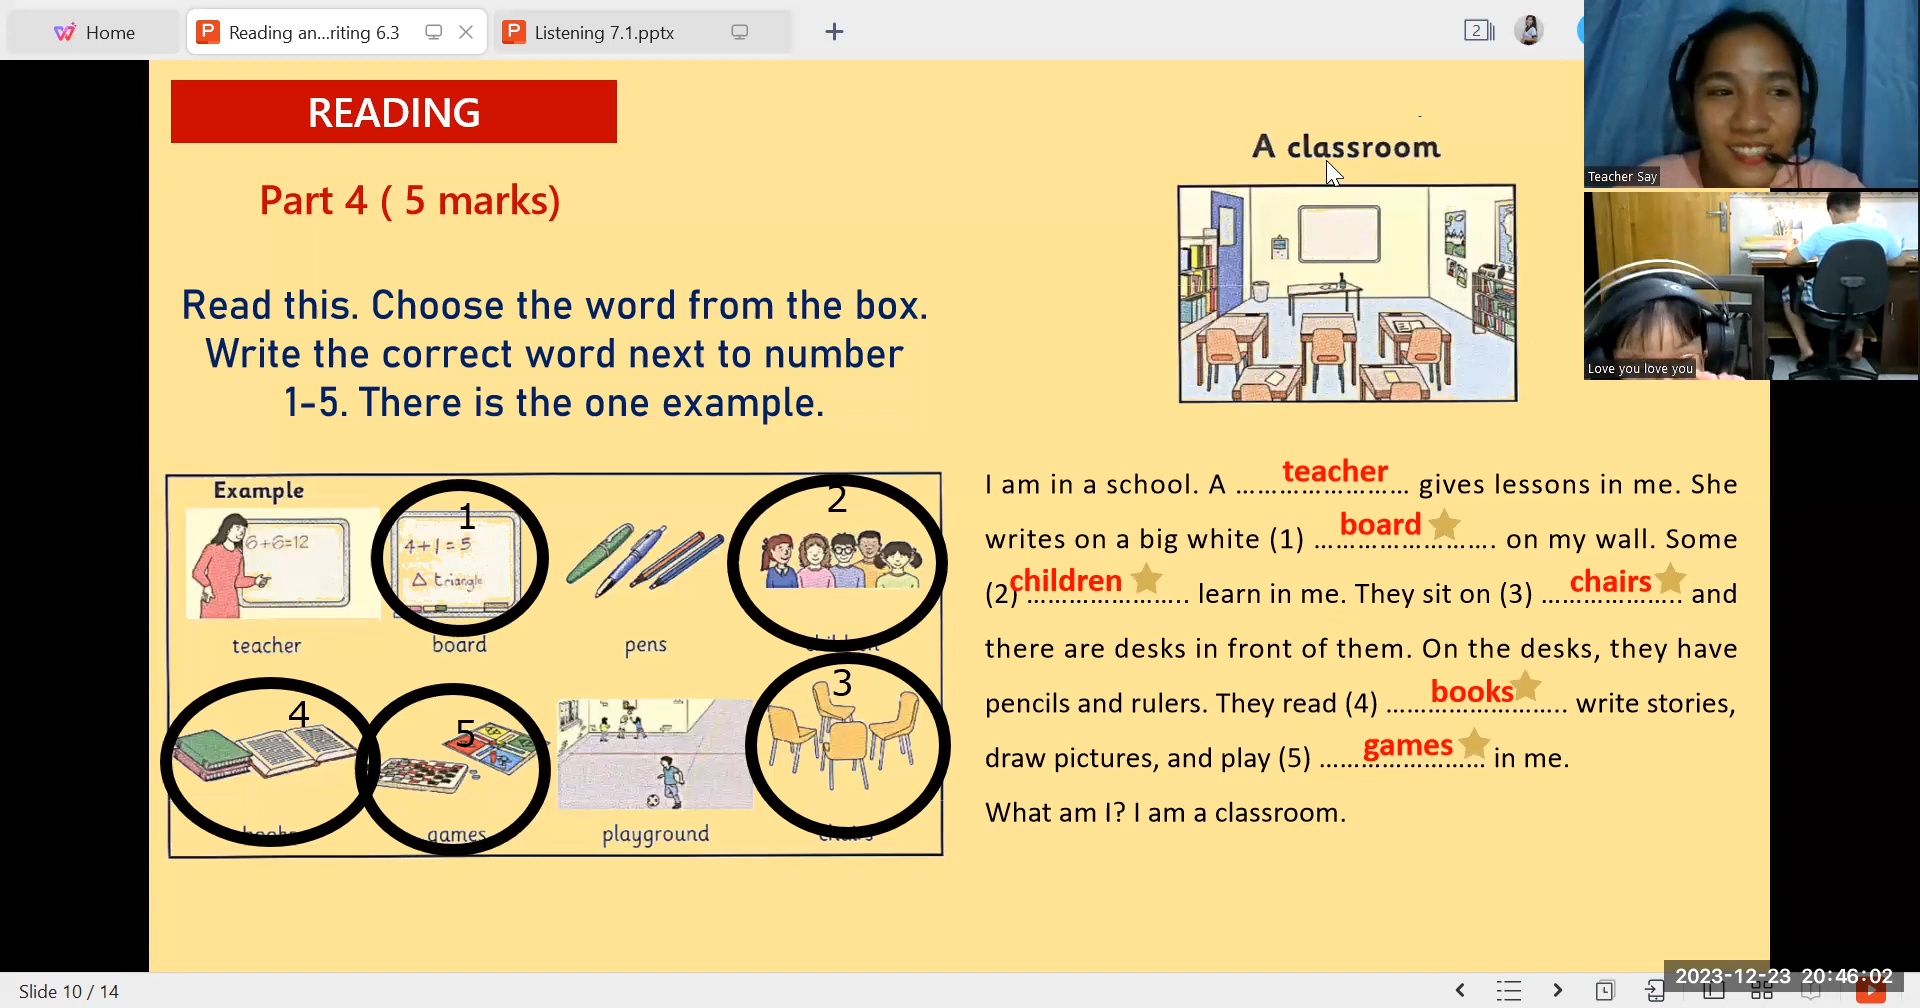 Home
Reading an...riting 6.3
Listening 7.1.pptx
2
READING
Part 4 ( 5 marks)
Read this. Choose the word from the box.
Write the correct word next to number
1-5. There is the one example.
Example
6+6=12
teacher
1
4+1=5
triangle
board
pens
2
children
4
books
5
games
playground
3
chairs
A classroom
I am in a school. A ........................ teacher gives lessons in me. She
writes on a big white (1) ........................ board on my wall. Some
(2) ........................ children learn in me. They sit on (3) .................... chairs and
there are desks in front of them. On the desks, they have
pencils and rulers. They read (4) ........................ books write stories,
draw pictures, and play (5) ........................ games in me.
What am I? I am a classroom.
Teacher Say
Love you love you
Slide 10 / 14
2023-12-23 20:46:02